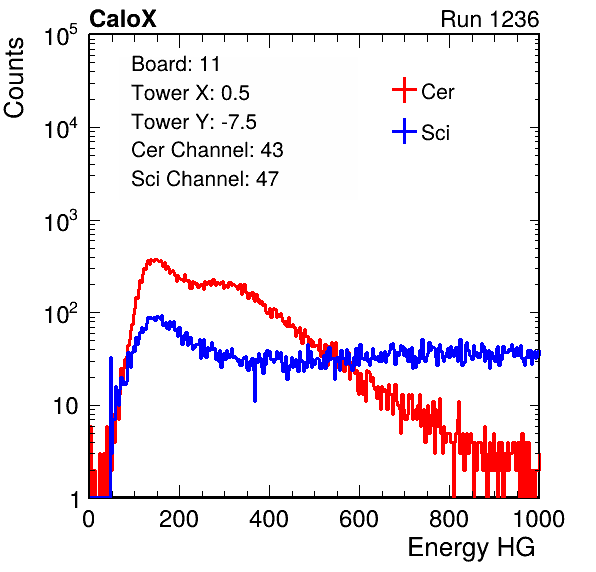 CaloX Run 1236
Counts
10^5
10^4
10^3
10^2
10
1
Board: 11
Tower X: 0.5
Tower Y: -7.5
Cer Channel: 43
Sci Channel: 47
Cer
Sci
0 200 400 600 800 1000
Energy HG